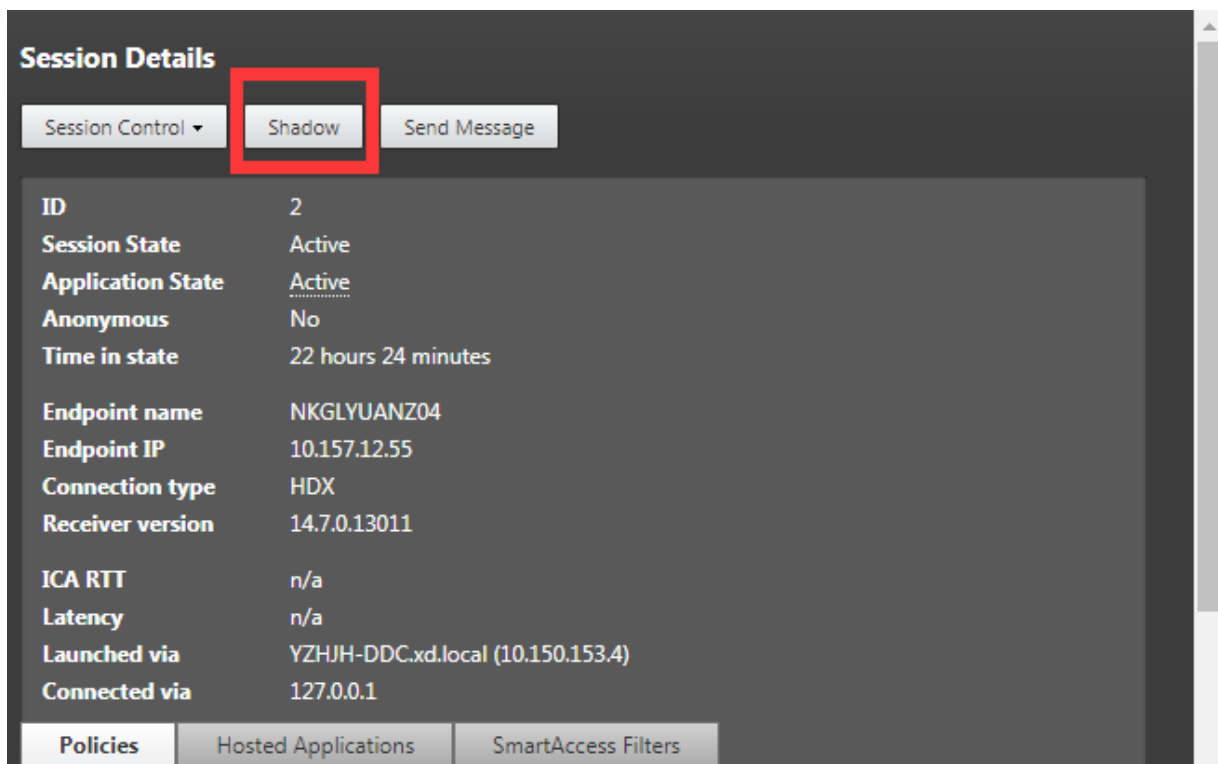 Session Details
Session Control Shadow Send Message
ID 2
Session State Active
Application State Active
Anonymous No
Time in state 22 hours 24 minutes
Endpoint name NKGLYUANZ04
Endpoint IP 10.157.12.55
Connection type HDX
Receiver version 14.7.0.13011
ICA RTT n/a
Latency n/a
Launched via YZHJH-DDC.xd.local (10.150.153.4)
Connected via 127.0.0.1
Policies Hosted Applications SmartAccess Filters